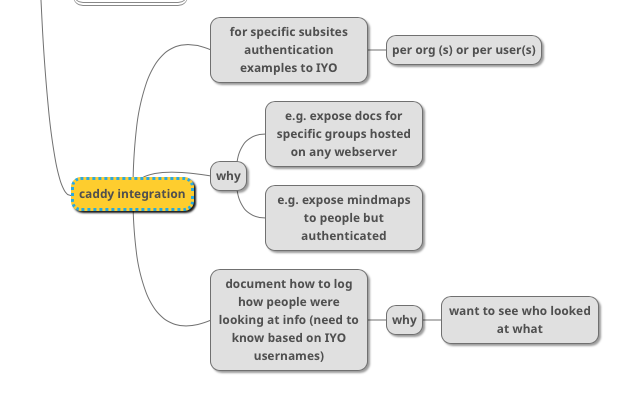 for specific subsites
authentication
examples to IYO
per org (s) or per user(s)
e.g. expose docs for
specific groups hosted
on any webserver
why
caddy integration
e.g. expose mindmaps
to people but
authenticated
document how to log
how people were
looking at info (need to
know based on IYO
usernames)
why
want to see who looked
at what